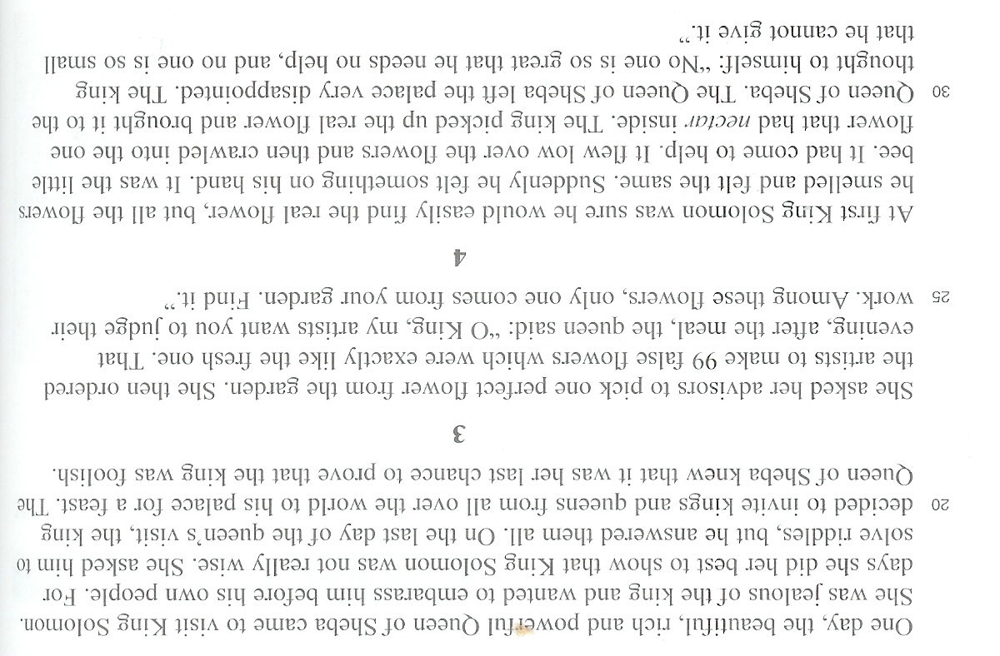 One day, the beautiful, rich and powerful Queen of Sheba came to visit King Solomon.
She was jealous of the king and wanted to embarass him before his own people. For
days she did her best to show that King Solomon was not really wise. She asked him to
solve riddles, but he answered them all. On the last day of the queen's visit, the king
20 decided to invite kings and queens from all over the world to his palace for a feast. The
Queen of Sheba knew that it was her last chance to prove that the king was foolish.
3
She asked her advisors to pick one perfect flower from the garden. She then ordered
the artists to make 99 false flowers which were exactly like the fresh one. That
evening, after the meal, the queen said: “O King, my artists want you to judge their
25 work. Among these flowers, only one comes from your garden. Find it.”
4
At first King Solomon was sure he would easily find the real flower, but all the flowers
he smelled and felt the same. Suddenly he felt something on his hand. It was the little
bee. It had come to help. It flew low over the flowers and then crawled into the one
flower that had nectar inside. The king picked up the real flower and brought it to the
30 Queen of Sheba. The Queen of Sheba left the palace very disappointed. The king
thought to himself: “No one is so great that he needs no help, and no one is so small
that he cannot give it.”